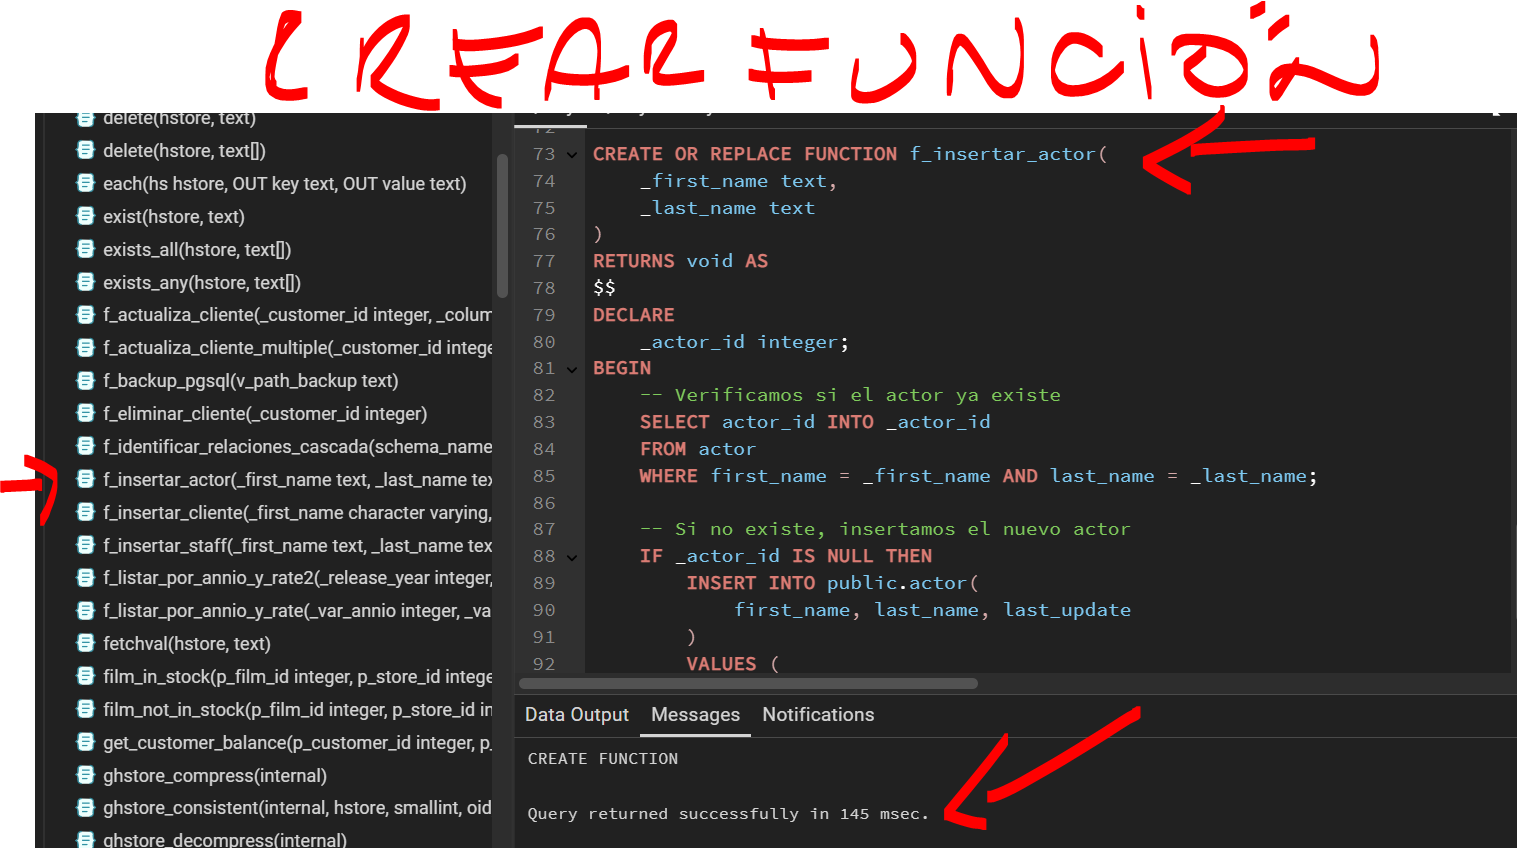 CREAR FUNCIÓN
delete(hstore, text)
delete(hstore, text[])
each(hs hstore, OUT key text, OUT value text)
exist(hstore, text)
exists_all(hstore, text[])
exists_any(hstore, text[])
f_actualiza_cliente(_customer_id integer, _colum
f_actualiza_cliente_multiple(_customer_id intege
f_backup_pgsql(v_path_backup text)
f_eliminar_cliente(_customer_id integer)
f_identificar_relaciones_cascada(schema_name
f_insertar_actor(_first_name text, _last_name tex
f_insertar_cliente(_first_name character varying,
f_insertar_staff(_first_name text, _last_name tex
f_listar_por_annio_y_rate2(_release_year integer,
f_listar_por_annio_y_rate(_var_annio integer, _va
fetchval(hstore, text)
film_in_stock(p_film_id integer, p_store_id intege
film_not_in_stock(p_film_id integer, p_store_id in
get_customer_balance(p_customer_id integer, p_
ghstore_compress(internal)
ghstore_consistent(internal, hstore, smallint, oid
ghstore_decompress(internal)
72
73 CREATE OR REPLACE FUNCTION f_insertar_actor(
74 _first_name text,
75 _last_name text
76 )
77 RETURNS void AS
78 $$
79 DECLARE
80 _actor_id integer;
81 BEGIN
82 -- Verificamos si el actor ya existe
83 SELECT actor_id INTO _actor_id
84 FROM actor
85 WHERE first_name = _first_name AND last_name = _last_name;
86
87 -- Si no existe, insertamos el nuevo actor
88 IF _actor_id IS NULL THEN
89 INSERT INTO public.actor(
90 first_name, last_name, last_update
91 )
92 VALUES (
Data Output Messages Notifications
CREATE FUNCTION
Query returned successfully in 145 msec.